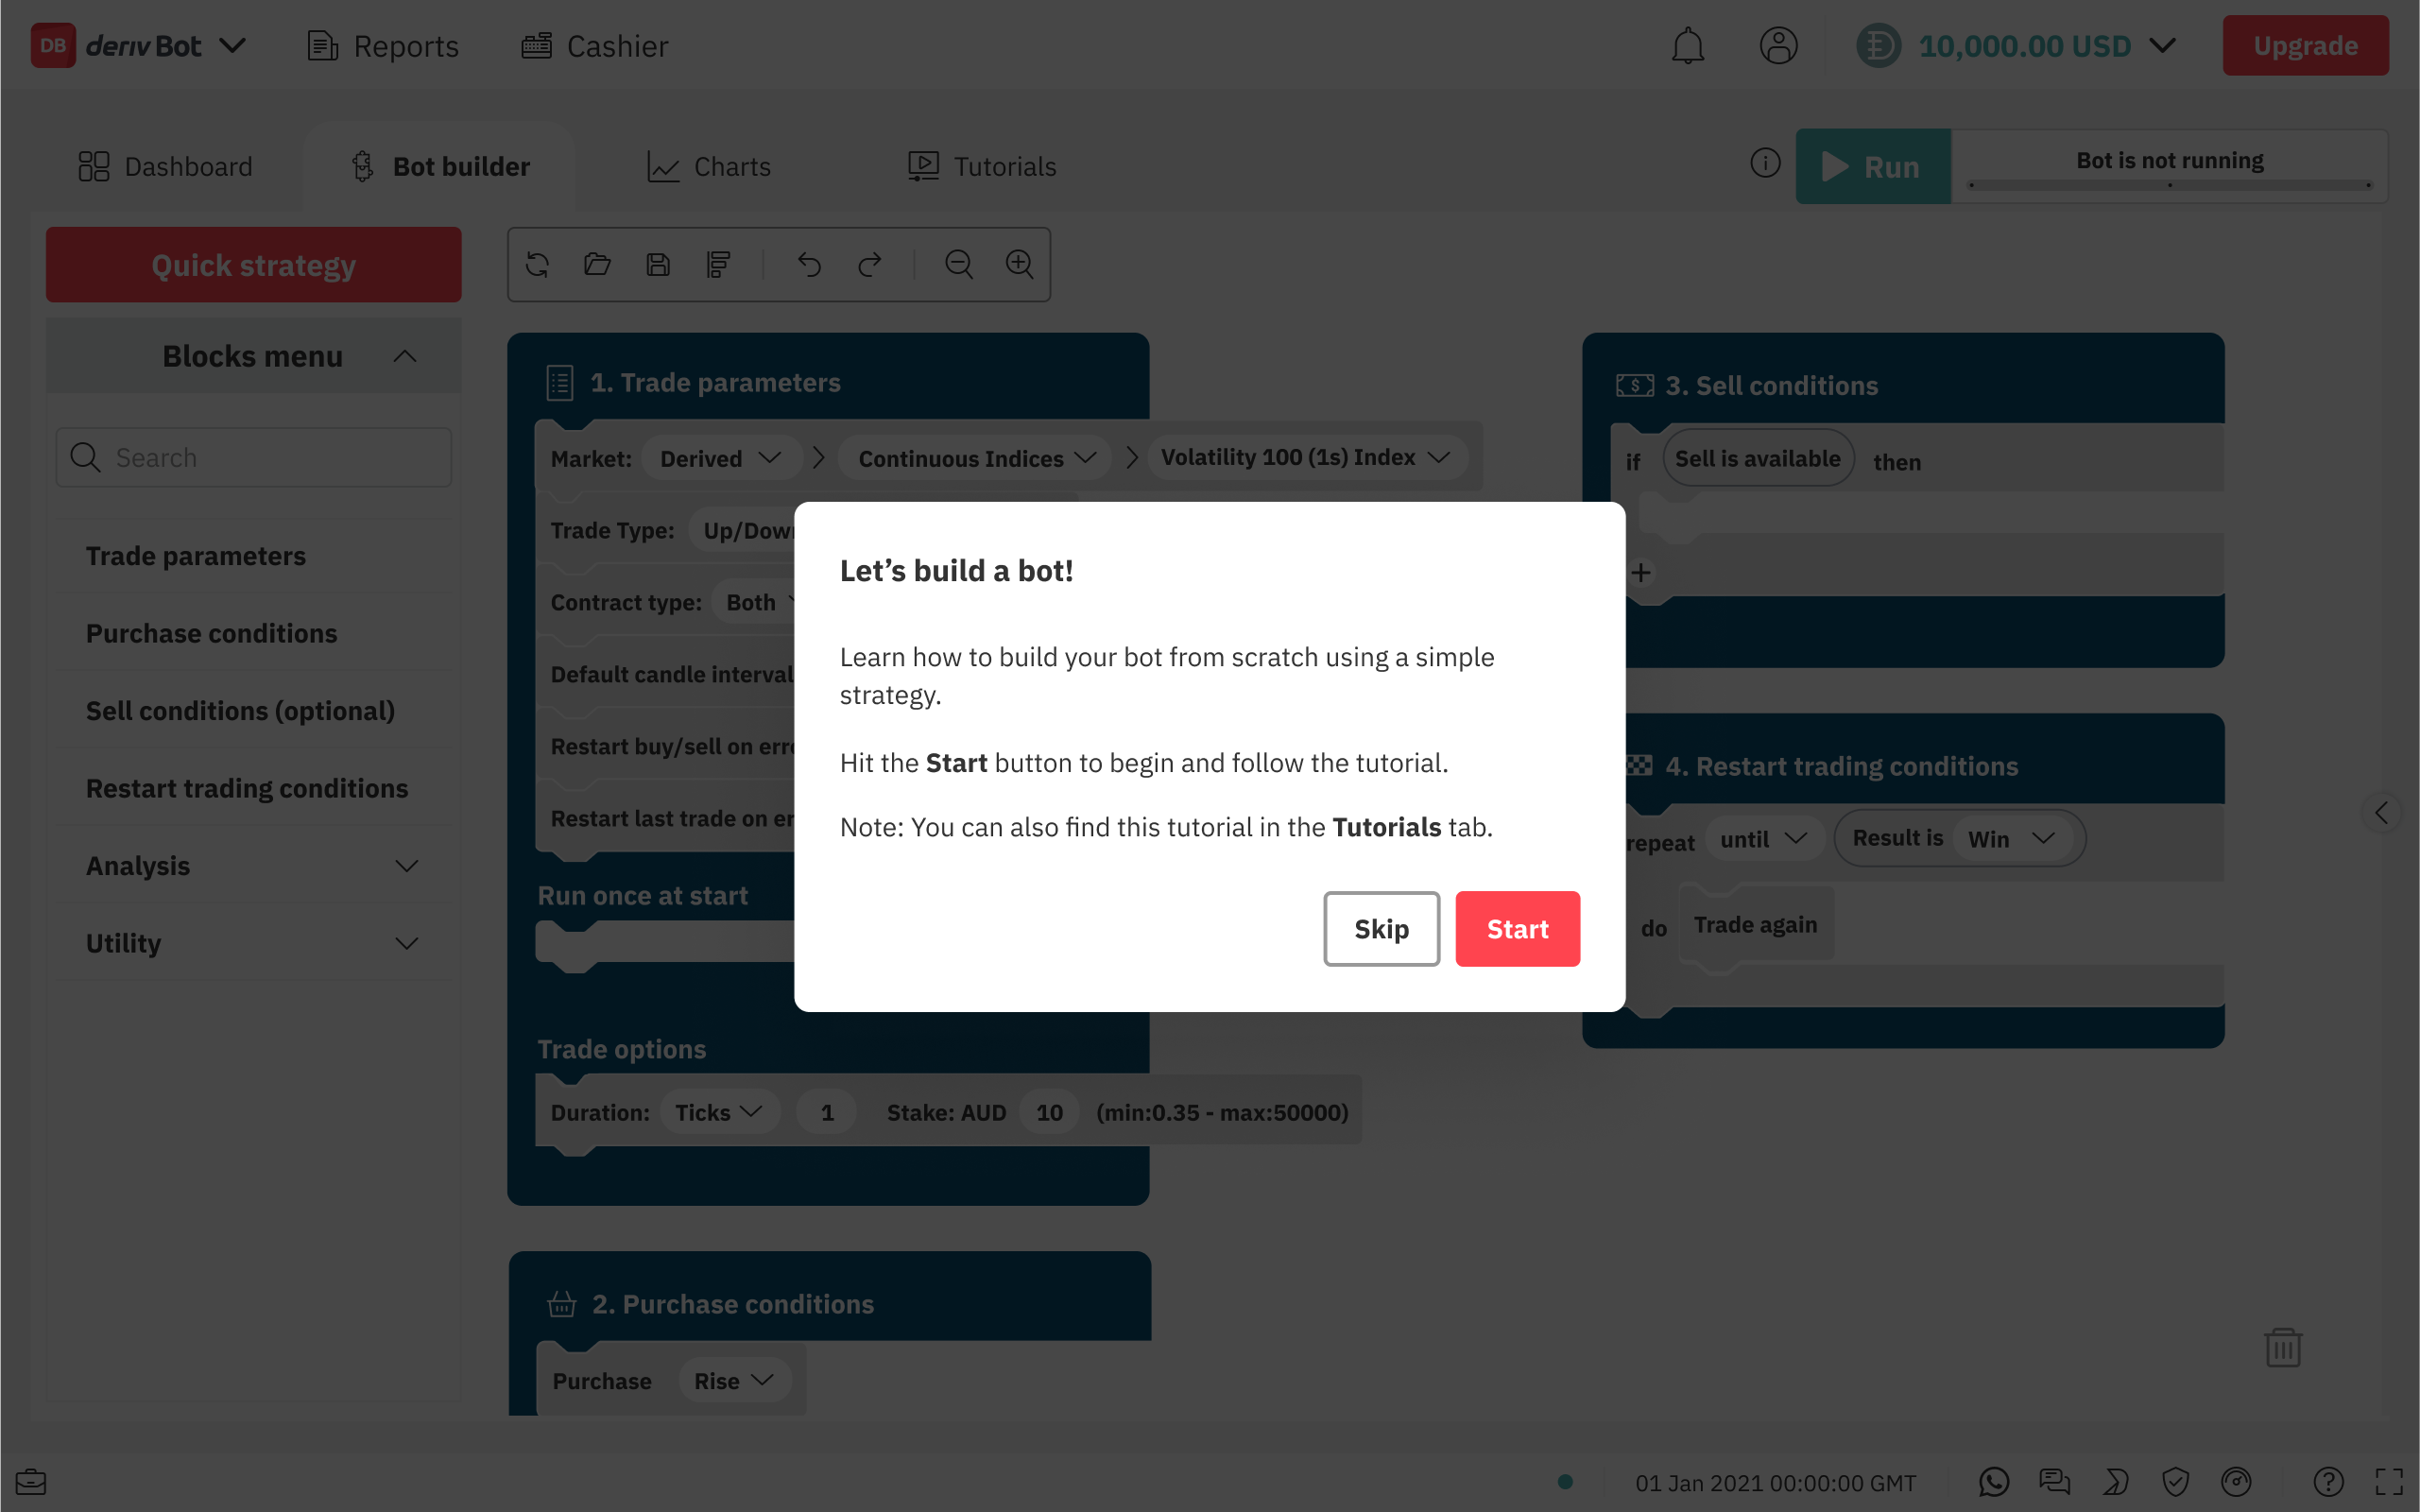 DB deriv Bot Reports Cashier 10,000.00 USD Upgrade
Dashboard Bot builder Charts Tutorials Run Bot is not running
Quick strategy
Blocks menu
Search
Trade parameters
Purchase conditions
Sell conditions (optional)
Restart trading conditions
Analysis
Utility
1. Trade parameters
Market: Derived Continuous Indices Volatility 100 (1s) Index
Trade Type: Up/Down
Contract type: Both
Default candle interval
Restart buy/sell on
Restart last trade on
Run once at start
Trade options
Duration: Ticks 1 Stake: AUD 10 (min:0.35 - max:50000)
2. Purchase conditions
Purchase Rise
3. Sell conditions
if Sell is available then
4. Restart trading conditions
repeat until Result is Win
do Trade again
Let’s build a bot!
Learn how to build your bot from scratch using a simple
strategy.
Hit the Start button to begin and follow the tutorial.
Note: You can also find this tutorial in the Tutorials tab.
Skip Start
01 Jan 2021 00:00:00 GMT